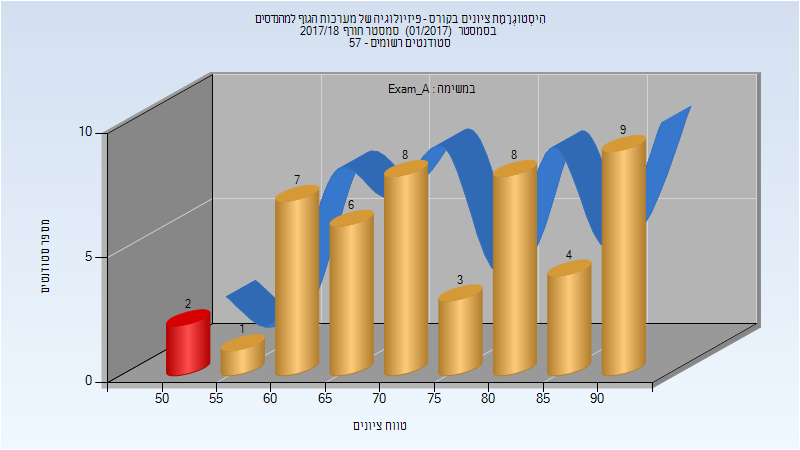 היסטוגרמת ציונים בקורס - פיזיולוגיה של מערכות הגוף למהנדסים
בסמסטר (01/2017) סמסטר חורף 2017/18
סטודנטים רשומים - 57
במשימה : Exam_A
מספר סטודנטים
10
5
0
2
1
7
6
8
3
8
4
9
50 55 60 65 70 75 80 85 90
טווח ציונים